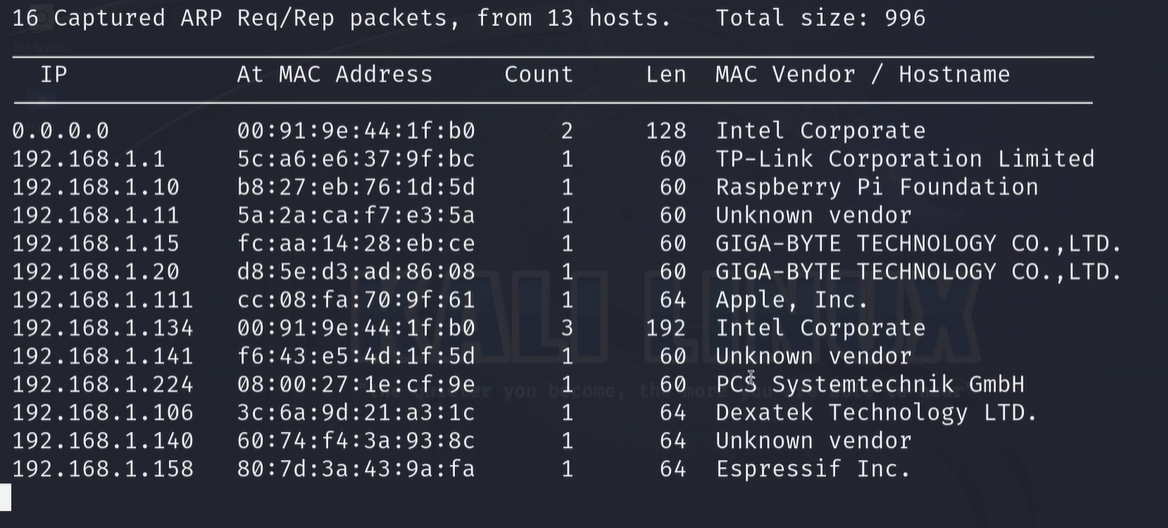 16 Captured ARP Req/Rep packets, from 13 hosts. Total size: 996
IP At MAC Address Count Len MAC Vendor / Hostname
0.0.0.0 00:91:9e:44:1f:b0 2 128 Intel Corporate
192.168.1.1 5c:a6:e6:37:9f:bc 1 60 TP-Link Corporation Limited
192.168.1.10 b8:27:eb:76:1d:5d 1 60 Raspberry Pi Foundation
192.168.1.11 5a:2a:ca:f7:e3:5a 1 60 Unknown vendor
192.168.1.15 fc:aa:14:28:eb:ce 1 60 GIGA-BYTE TECHNOLOGY CO.,LTD.
192.168.1.20 d8:5e:d3:ad:86:08 1 60 GIGA-BYTE TECHNOLOGY CO.,LTD.
192.168.1.111 cc:08:fa:70:9f:61 1 64 Apple, Inc.
192.168.1.134 00:91:9e:44:1f:b0 3 192 Intel Corporate
192.168.1.141 f6:43:e5:4d:1f:5d 1 60 Unknown vendor
192.168.1.224 08:00:27:1e:cf:9e 1 60 PCS Systemtechnik GmbH
192.168.1.106 3c:6a:9d:21:a3:1c 1 64 Dexatek Technology LTD.
192.168.1.140 60:74:f4:3a:93:8c 1 64 Unknown vendor
192.168.1.158 80:7d:3a:43:9a:fa 1 64 Espressif Inc.
KALI LINUX